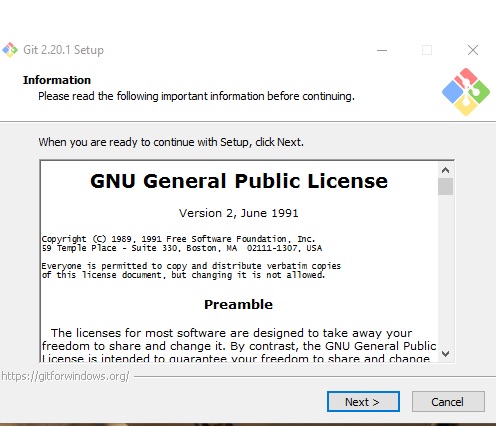 Git 2.20.1 Setup
Information
Please read the following important information before continuing.
When you are ready to continue with Setup, click Next.
GNU General Public License
Version 2, June 1991
Copyright (C) 1989, 1991 Free Software Foundation, Inc.
59 Temple Place - Suite 330, Boston, MA  02111-1307, USA
Everyone is permitted to copy and distribute verbatim copies
of this license document, but changing it is not allowed.
Preamble
The licenses for most software are designed to take away your
freedom to share and change it. By contrast, the GNU General Public
License is intended to guarantee your freedom to share and change
https://gitforwindows.org/
Next >
Cancel